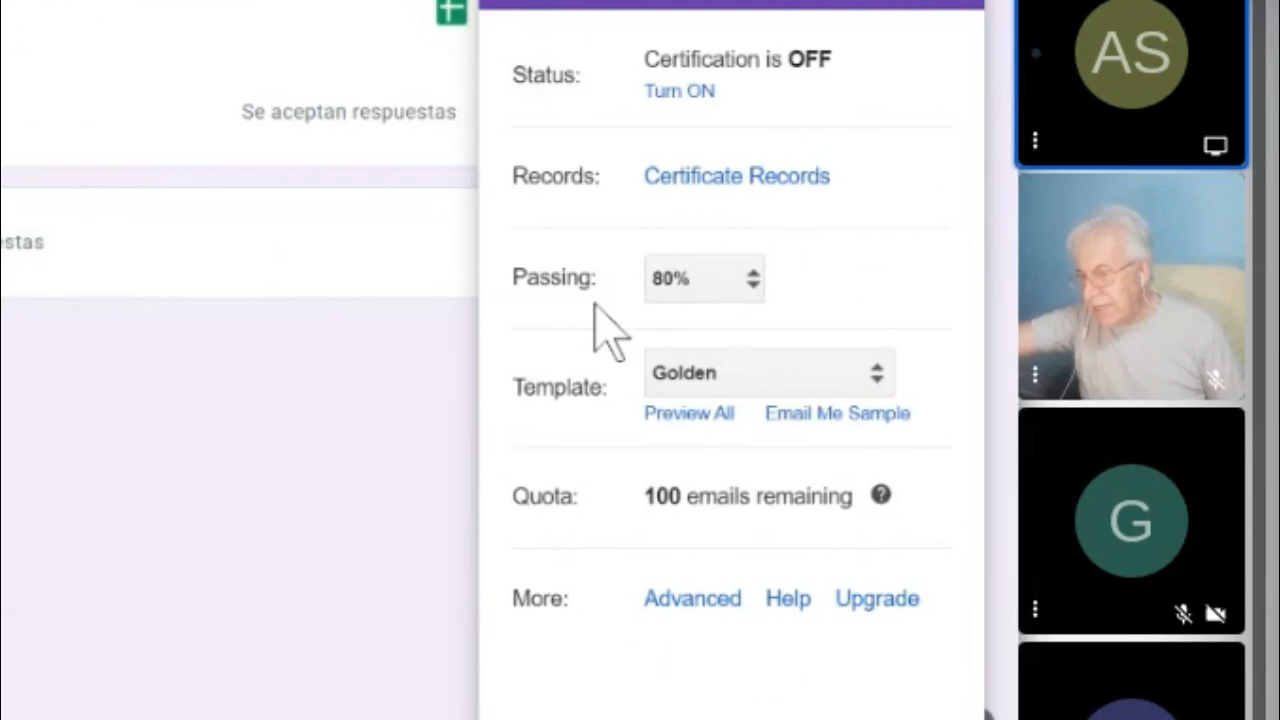 Se aceptan respuestas
estas
Status:
Certification is OFF
Turn ON
Records:
Certificate Records
Passing:
80%
Template:
Golden
Preview All Email Me Sample
Quota:
100 emails remaining
More:
Advanced Help Upgrade
AS
G